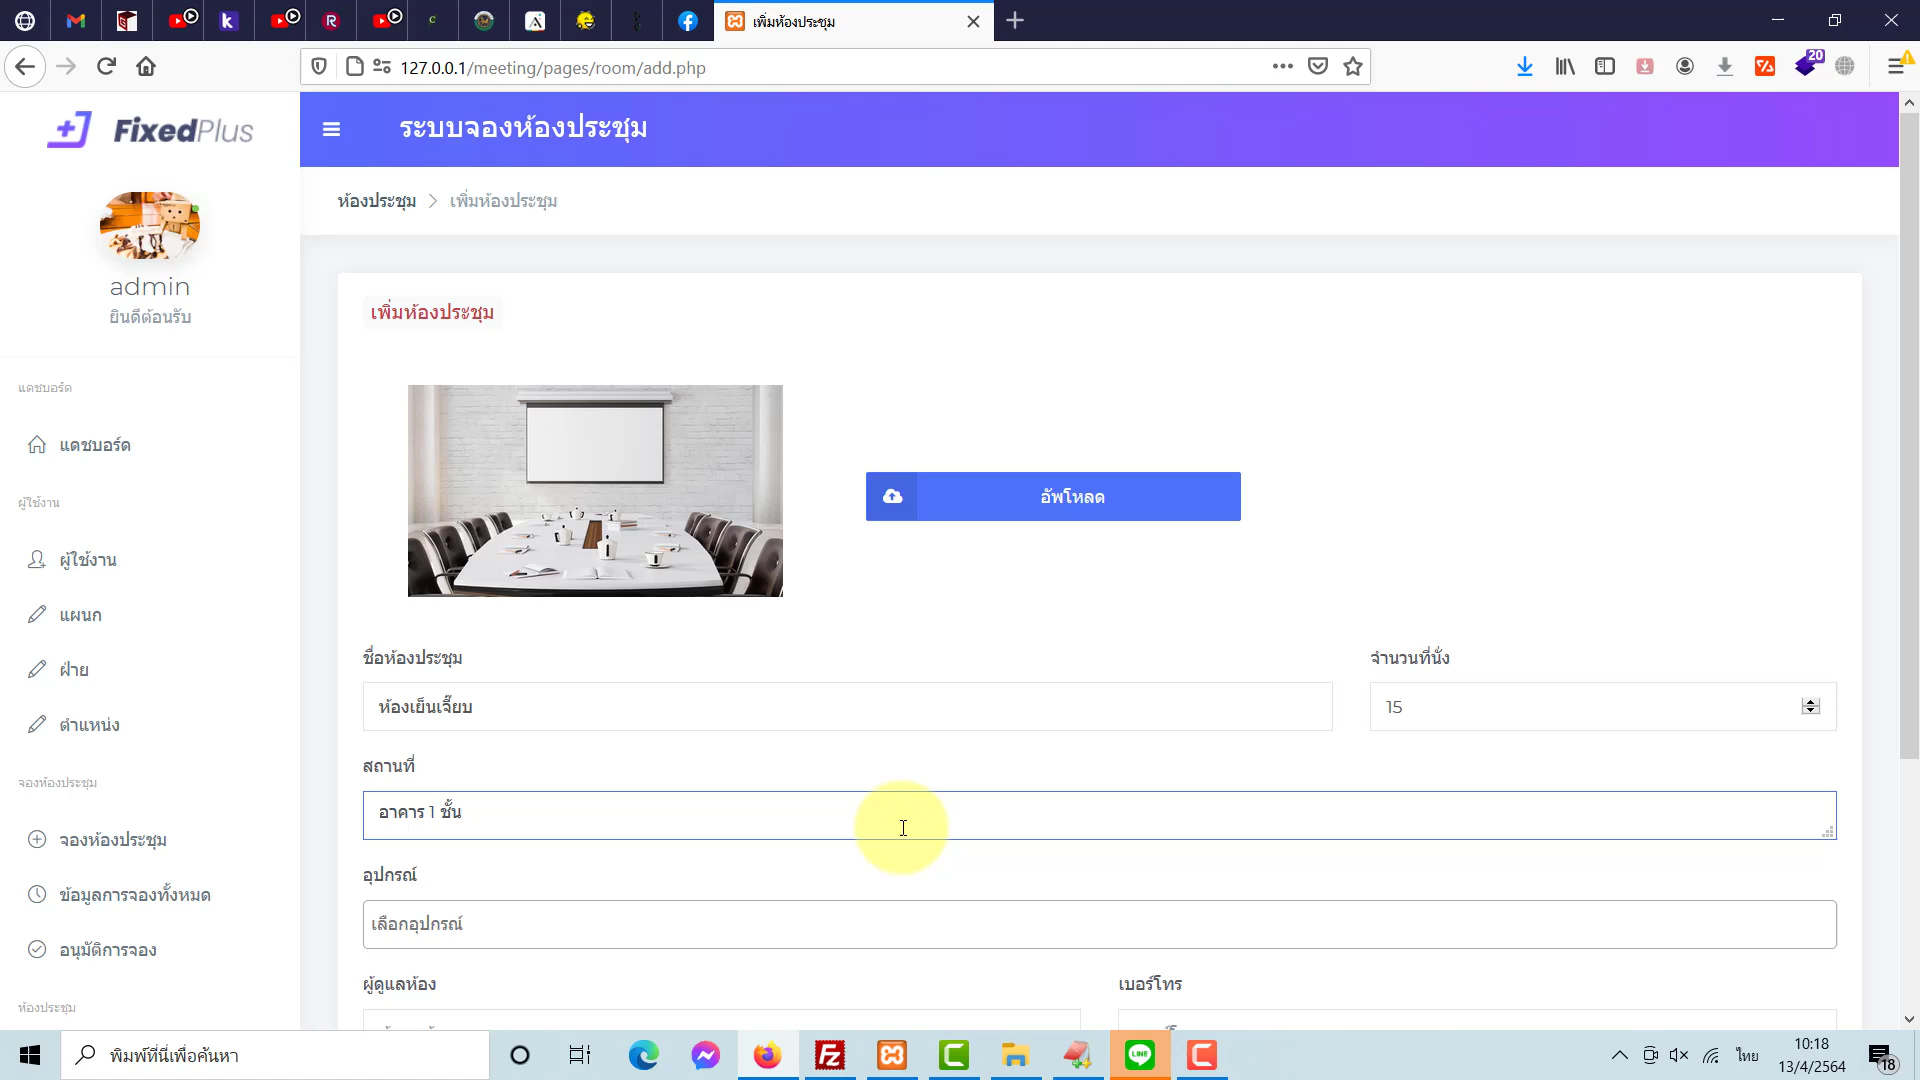 เพิ่มห้องประชุม
127.0.0.1/meeting/pages/room/add.php
20
FixedPlus
ระบบจองห้องประชุม
ห้องประชุม
เพิ่มห้องประชุม
admin
ยินดีต้อนรับ
แดชบอร์ด
แดชบอร์ด
ผู้ใช้งาน
ผู้ใช้งาน
แผนก
ฝ่าย
ตำแหน่ง
จองห้องประชุม
จองห้องประชุม
ข้อมูลการจองทั้งหมด
อนุมัติการจอง
ห้องประชุม
เพิ่มห้องประชุม
อัพโหลด
ชื่อห้องประชุม
จำนวนที่นั่ง
ห้องเย็นเจี๊ยบ
15
สถานที่
อาคาร 1 ชั้น
อุปกรณ์
เลือกอุปกรณ์
ผู้ดูแลห้อง
เบอร์โทร
พิมพ์ที่นี่เพื่อค้นหา
LINE
ไทย
10:18
13/4/2564
18